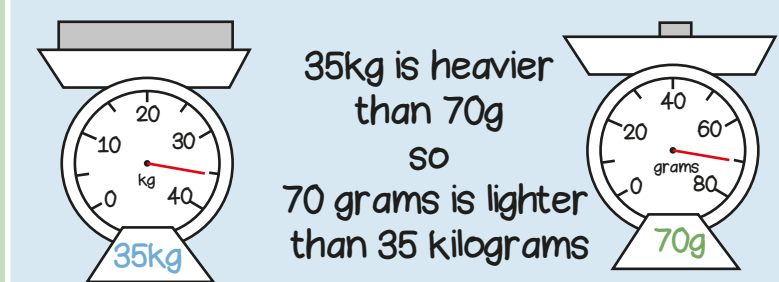 20
10
30
kg
0
40
35kg
35kg is heavier
than 70g
so
70 grams is lighter
than 35 kilograms
40
20
60
grams
0
80
70g